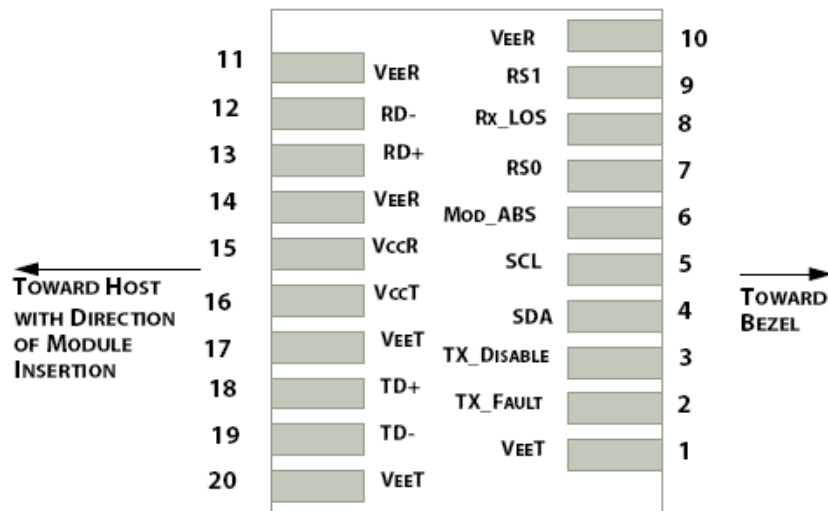 VEER 10
11 VEER
RS1 9
12 RD-
Rx_LOS 8
13 RD+
RS0 7
14 VEER
MOD_ABS 6
15 VCCR
SCL 5
TOWARD HOST
WITH DIRECTION
OF MODULE
INSERTION
TOWARD
BEZEL
16 VCCT
SDA 4
17 VEET
TX_DISABLE 3
18 TD+
TX_FAULT 2
19 TD-
VEET 1
20 VEET